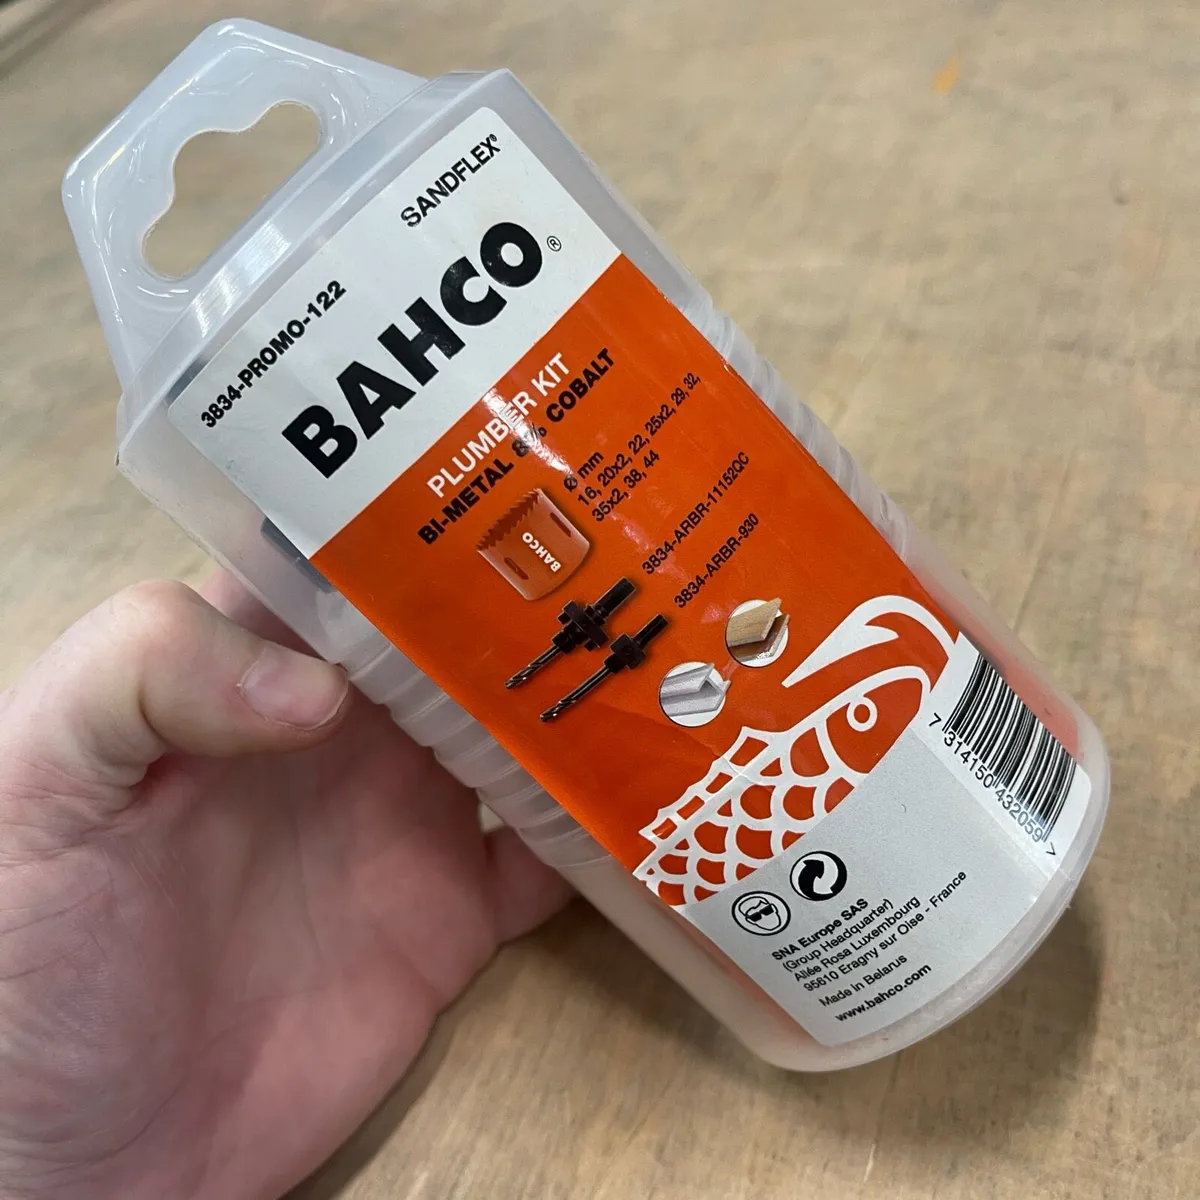 3834-PROMO-122
SANDFLEX®
BAHCO®
PLUMBER KIT
BI-METAL 8% COBALT
Ø mm
16, 20x2, 22, 25x2, 29, 32,
35x2, 38, 44
BAHCO
3834-ARBR-11152QC
3834-ARBR-930
7 314150 432059 >
SNA Europe SAS
(Group Headquarter)
Allée Rosa Luxembourg
95610 Eragny sur Oise - France
Made in Belarus
www.bahco.com